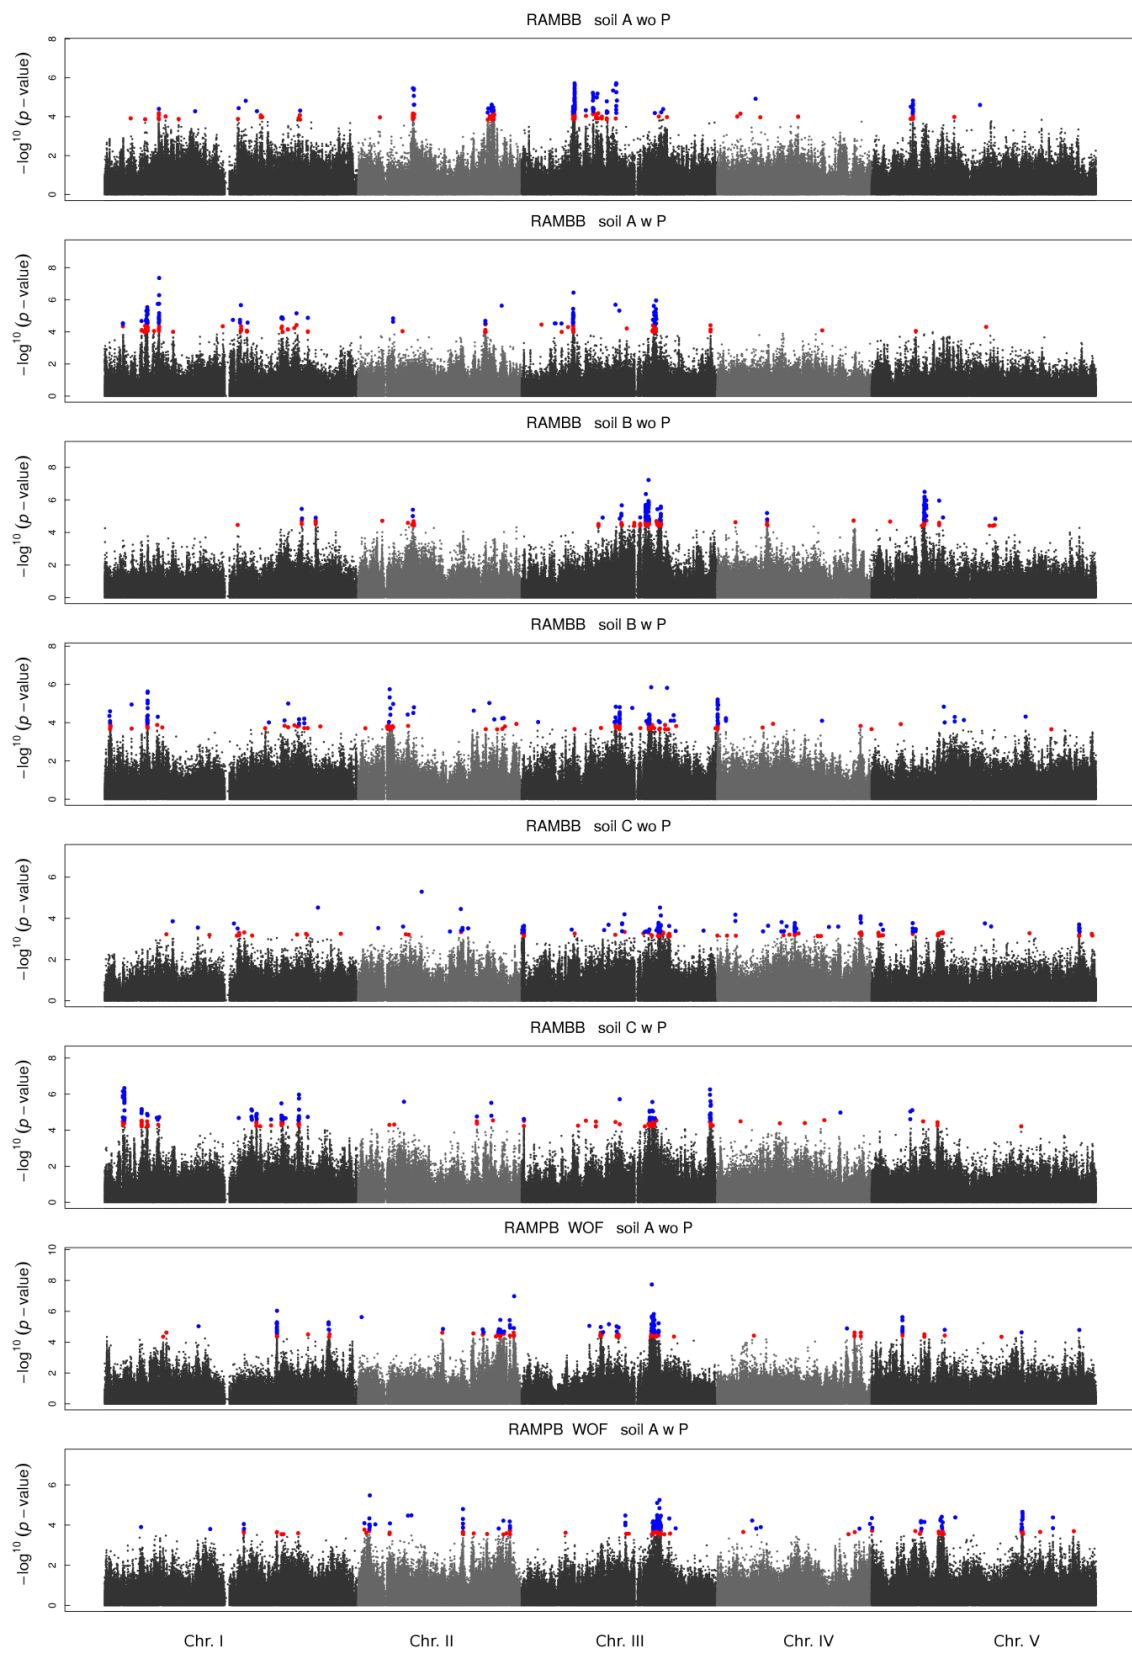 RAMBB soil A wo P
−log¹⁰ (p − value)
8
6
4
2
0
RAMBB soil A w P
−log¹⁰ (p − value)
8
6
4
2
0
RAMBB soil B wo P
−log¹⁰ (p − value)
8
6
4
2
0
RAMBB soil B w P
−log¹⁰ (p − value)
8
6
4
2
0
RAMBB soil C wo P
−log¹⁰ (p − value)
6
4
2
0
RAMBB soil C w P
−log¹⁰ (p − value)
8
6
4
2
0
RAMPB WOF soil A wo P
−log¹⁰ (p − value)
10
8
6
4
2
0
RAMPB WOF soil A w P
−log¹⁰ (p − value)
6
4
2
0
Chr. I Chr. II Chr. III Chr. IV Chr. V